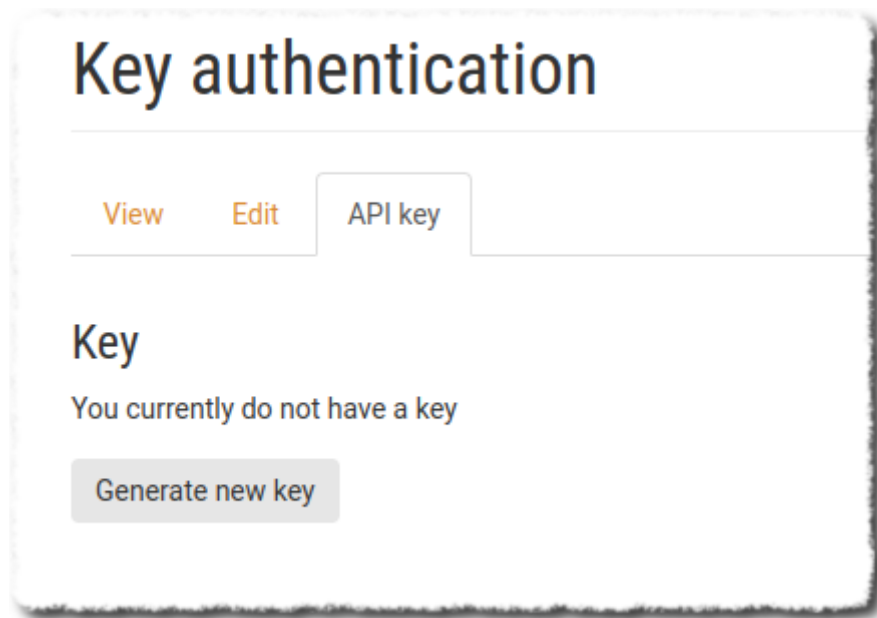 Key authentication
View Edit API key
Key
You currently do not have a key
Generate new key